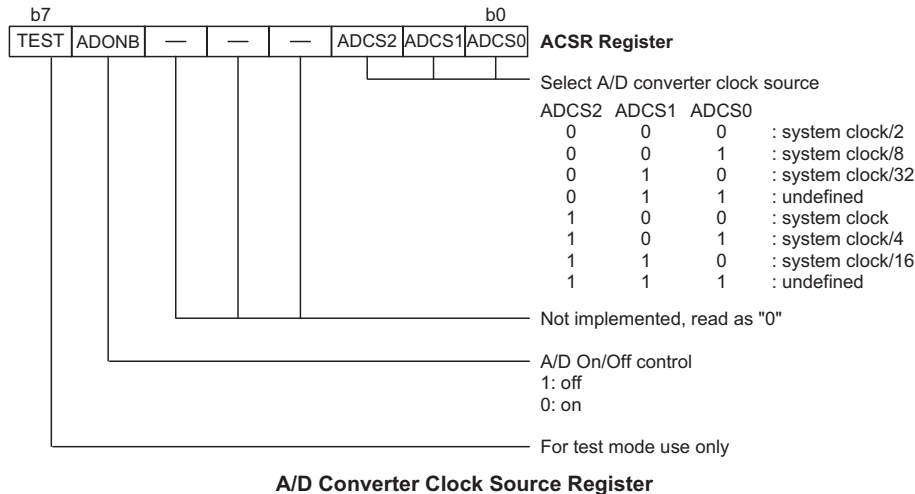 b7 b0
TEST ADONB — — — ADCS2 ADCS1 ADCS0 ACSR Register
Select A/D converter clock source
ADCS2 ADCS1 ADCS0
0 0 0 : system clock/2
0 0 1 : system clock/8
0 1 0 : system clock/32
0 1 1 : undefined
1 0 0 : system clock
1 0 1 : system clock/4
1 1 0 : system clock/16
1 1 1 : undefined
Not implemented, read as "0"
A/D On/Off control
1: off
0: on
For test mode use only
A/D Converter Clock Source Register